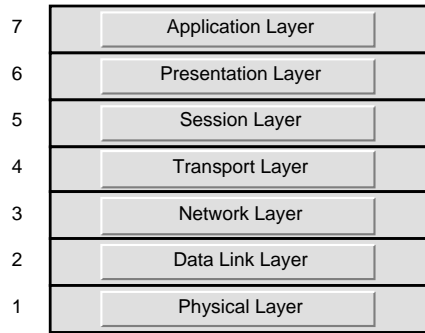 7 Application Layer
6 Presentation Layer
5 Session Layer
4 Transport Layer
3 Network Layer
2 Data Link Layer
1 Physical Layer